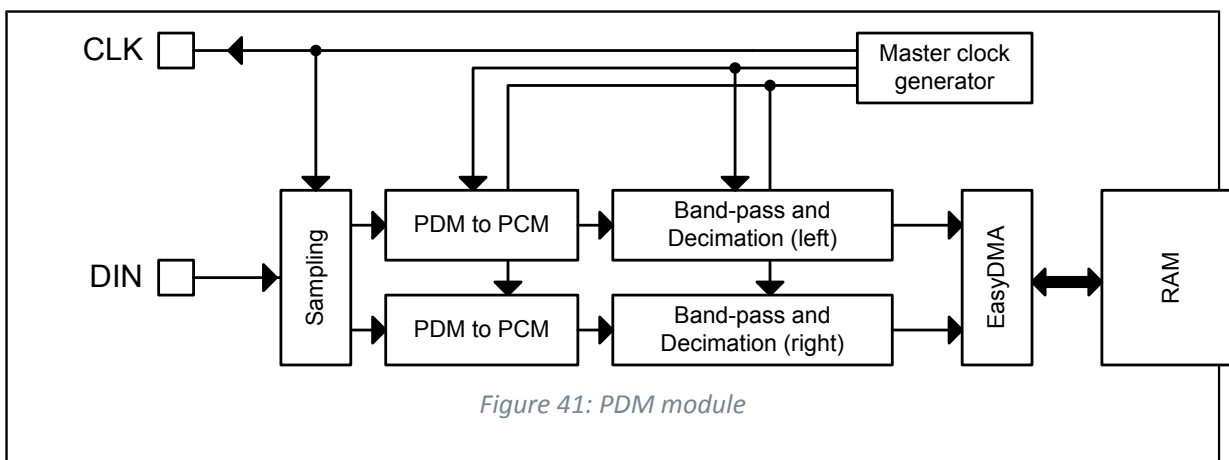 CLK
Master clock
generator
DIN
Sampling
PDM to PCM
Band-pass and
Decimation (left)
PDM to PCM
Band-pass and
Decimation (right)
EasyDMA
RAM
Figure 41: PDM module